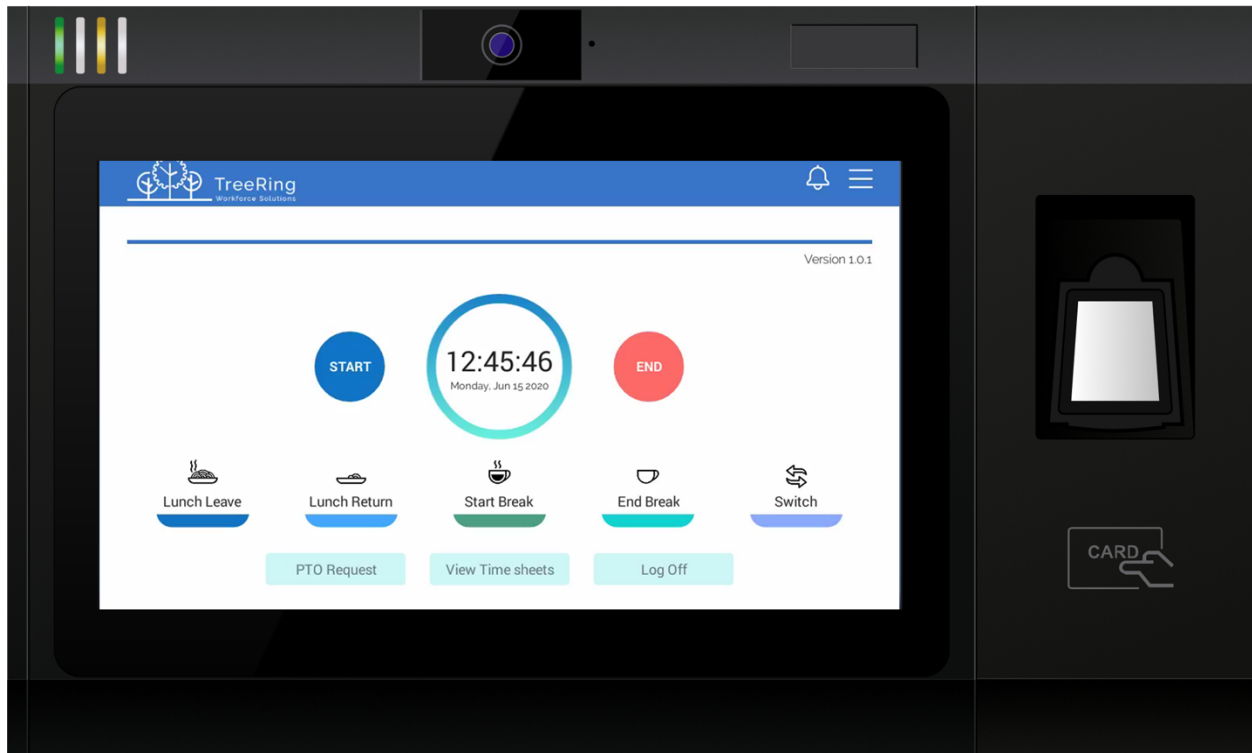 TreeRing
Workforce Solutions
Version 1.0.1
START
12:45:46
Monday, Jun 15 2020
END
Lunch Leave
Lunch Return
Start Break
End Break
Switch
PTO Request
View Time sheets
Log Off
CARD